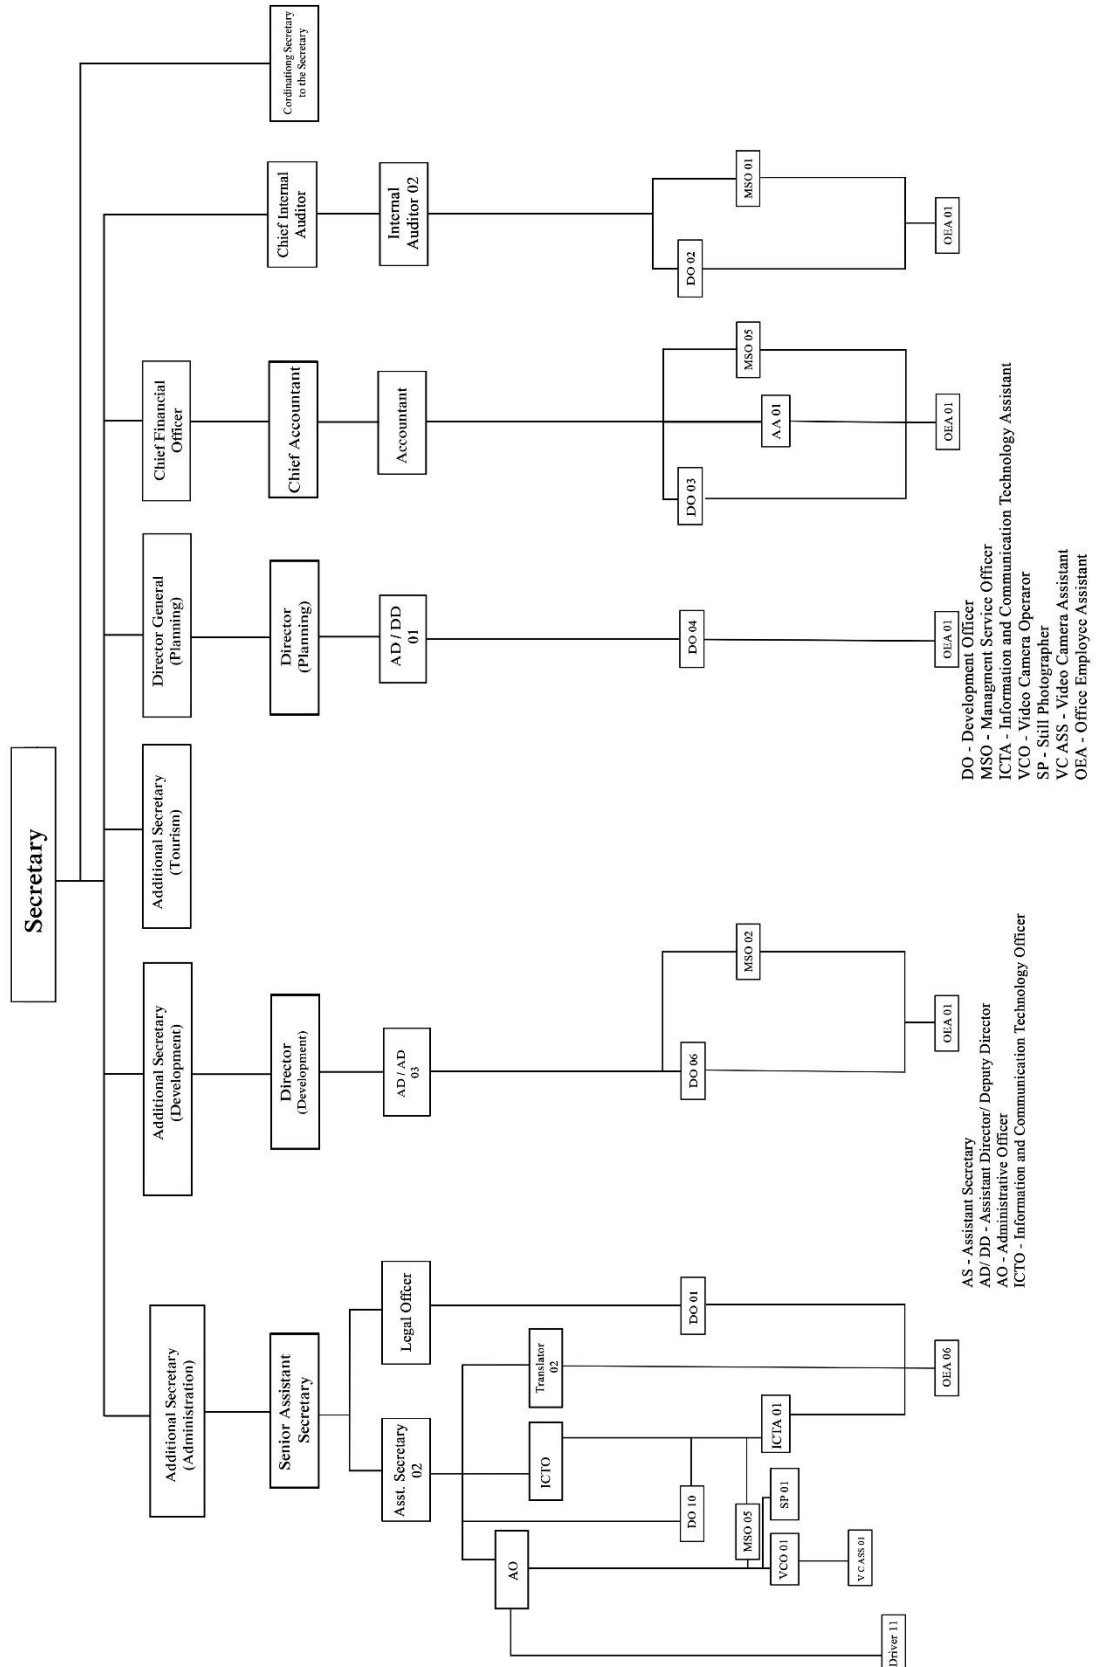 Secretary
Additional Secretary
(Administration)
Additional Secretary
(Development)
Additional Secretary
(Tourism)
Director General
(Planning)
Chief Financial
Officer
Cordinationg Secretary
to the Secretary
Senior Assistant
Secretary
Director
(Development)
Director
(Planning)
Chief Accountant
Chief Internal
Auditor
Asst. Secretary
02
Legal Officer
AD / AD
03
AD / DD
01
Accountant
Internal
Auditor 02
AO
ICTO
Translator
02
DO 10
DO 01
DO 06
DO 04
DO 03
DO 02
MSO 05
MSO 02
MSO 05
MSO 01
VCO 01
SP 01
ICTA 01
AA 01
V C ASS 01
Driver 11
OEA 06
OEA 01
OEA 01
OEA 01
OEA 01
AS - Assistant Secretary
AD/ DD - Assistant Director/ Deputy Director
AO - Administrative Officer
ICTO - Information and Communication Technology Officer
DO - Development Officer
MSO - Managment Service Officer
ICTA - Information and Communication Technology Assistant
VCO - Video Camera Operaror
SP - Still Photographer
VC ASS - Video Camera Assistant
OEA - Office Employee Assistant